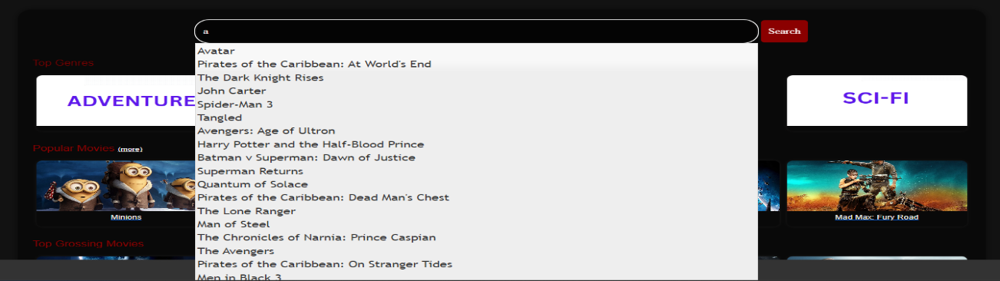 a
Search
Avatar
Pirates of the Caribbean: At World's End
The Dark Knight Rises
John Carter
Spider-Man 3
Tangled
Avengers: Age of Ultron
Harry Potter and the Half-Blood Prince
Batman v Superman: Dawn of Justice
Superman Returns
Quantum of Solace
Pirates of the Caribbean: Dead Man's Chest
The Lone Ranger
Man of Steel
The Chronicles of Narnia: Prince Caspian
The Avengers
Pirates of the Caribbean: On Stranger Tides
Men in Black 3
Top Genres
ADVENTURE
SCI-FI
Popular Movies (more)
Minions
Mad Max: Fury Road
Top Grossing Movies